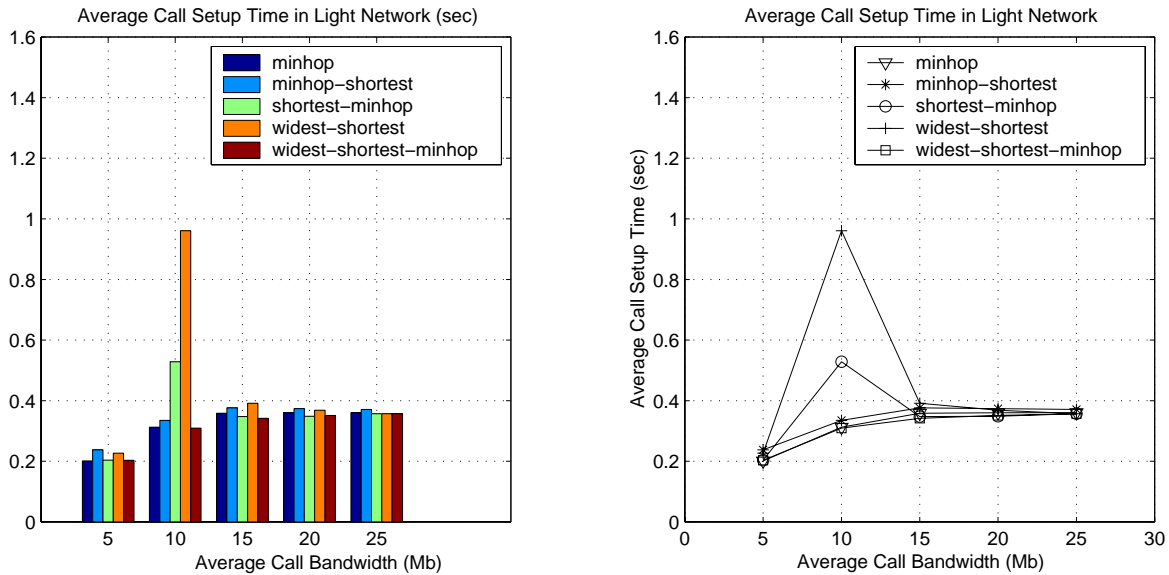 Average Call Setup Time in Light Network (sec)
1.6
1.4
1.2
1
0.8
0.6
0.4
0.2
0
5
10
15
20
25
Average Call Bandwidth (Mb)
minhop
minhop−shortest
shortest−minhop
widest−shortest
widest−shortest−minhop
Average Call Setup Time in Light Network
Average Call Setup Time (sec)
1.6
1.4
1.2
1
0.8
0.6
0.4
0.2
0
0
5
10
15
20
25
30
Average Call Bandwidth (Mb)
minhop
minhop−shortest
shortest−minhop
widest−shortest
widest−shortest−minhop